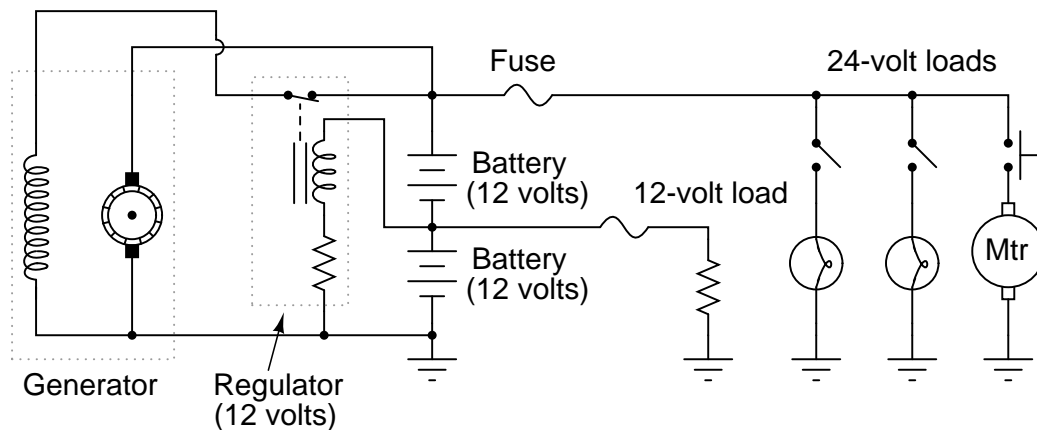 Fuse
24-volt loads
Battery
(12 volts)
12-volt load
Battery
(12 volts)
Mtr
Generator
Regulator
(12 volts)